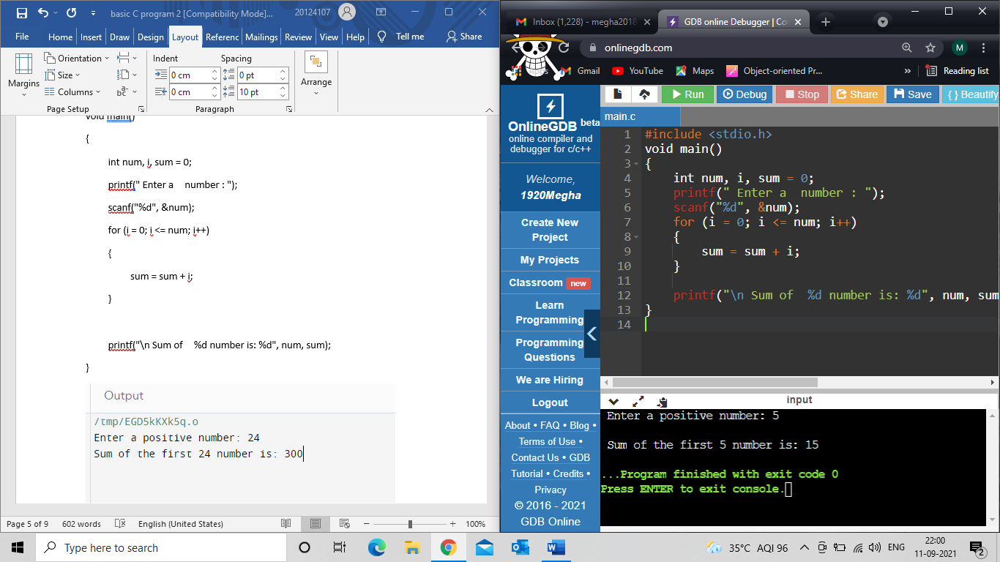 basic C program 2 [Compatibility Mode]...
20124107
File
Home
Insert
Draw
Design
Layout
Referenc
Mailings
Review
View
Help
Tell me
Share
Margins
Orientation
Size
Columns
Page Setup
Indent
Spacing
0 cm
0 pt
0 cm
10 pt
Paragraph
Arrange
void main()
{
int num, i, sum = 0;
printf(" Enter a    number : ");
scanf("%d", &num);
for (i = 0; i <= num; i++)
{
sum = sum + i;
}
printf("\n Sum of    %d number is: %d", num, sum);
}
Output
/tmp/EGD5kKXk5q.o
Enter a positive number: 24
Sum of the first 24 number is: 300
Page 5 of 9
602 words
English (United States)
100%
Inbox (1,228) - megha2018
GDB online Debugger | Co
onlinegdb.com
M
Apps
Gmail
YouTube
Maps
Object-oriented Pr...
»
Reading list
OnlineGDB beta
online compiler and
debugger for c/c++
Welcome,
1920Megha
Create New
Project
My Projects
Classroom new
Learn
Programming
Programming
Questions
We are Hiring
Logout
About • FAQ • Blog •
Terms of Use •
Contact Us • GDB
Tutorial • Credits •
Privacy
© 2016 - 2021
GDB Online
Run
Debug
Stop
Share
Save
{ } Beautify
main.c
1 #include <stdio.h>
2 void main()
3 {
4     int num, i, sum = 0;
5     printf(" Enter a  number : ");
6     scanf("%d", &num);
7     for (i = 0; i <= num; i++)
8     {
9         sum = sum + i;
10     }
11
12     printf("\n Sum of  %d number is: %d", num, sum
13 }
14
input
Enter a positive number: 5
Sum of the first 5 number is: 15
...Program finished with exit code 0
Press ENTER to exit console.
Type here to search
35°C AQI 96
ENG
22:00
11-09-2021
2